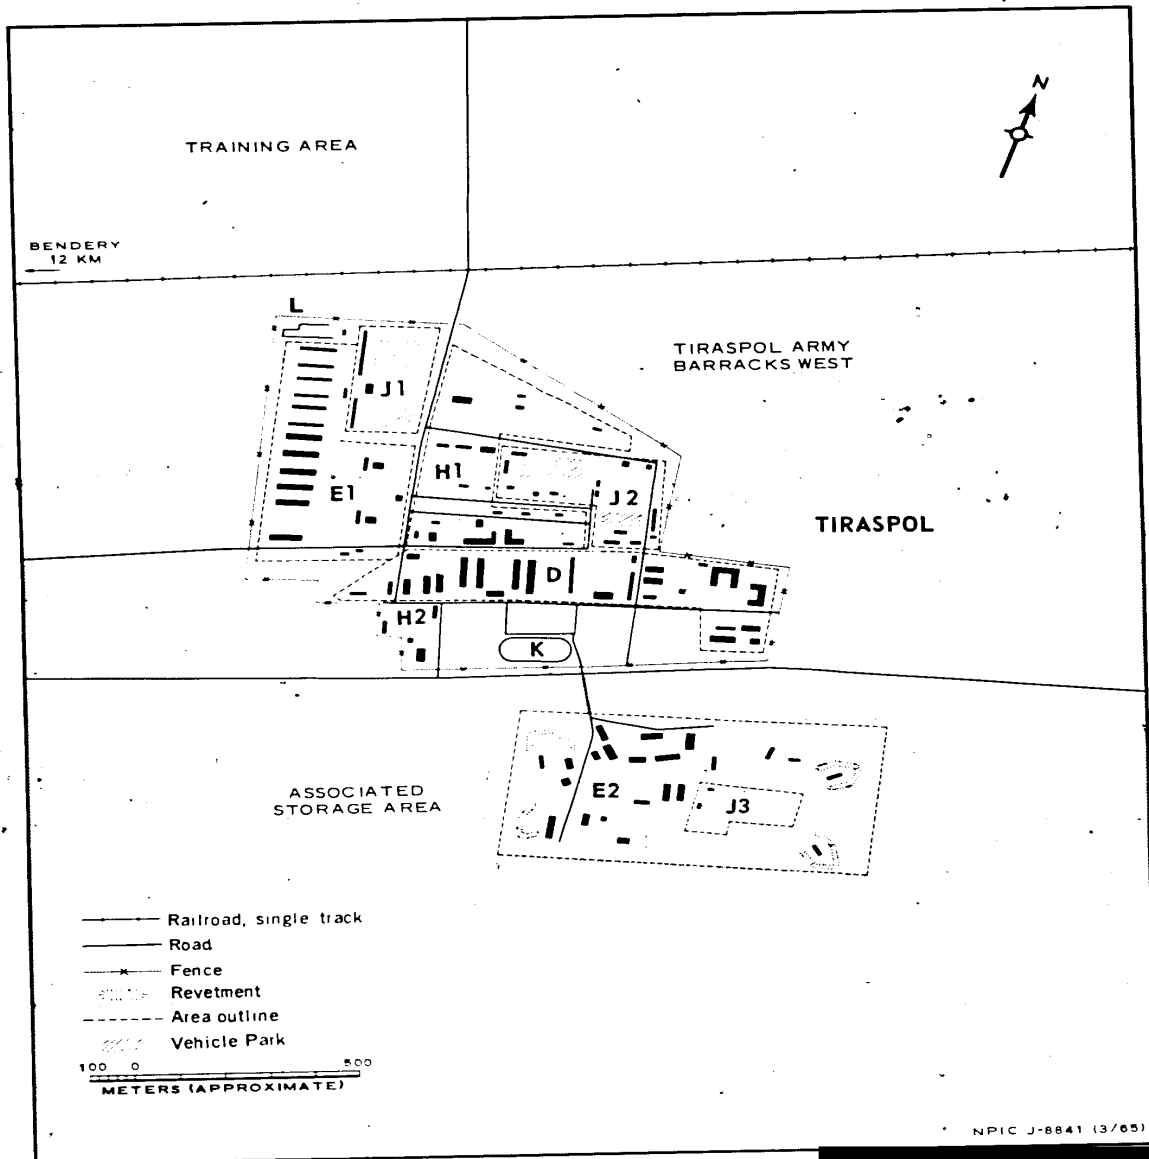 N
TRAINING AREA
BENDERY
12 KM
L
TIRASPOL ARMY
BARRACKS WEST
J1
H1
E1
J2
TIRASPOL
D
H2
K
ASSOCIATED
STORAGE AREA
E2
J3
Railroad, single track
Road
Fence
Revetment
Area outline
Vehicle Park
100 0 500
METERS (APPROXIMATE)
NPIC J-8841 (3/65)